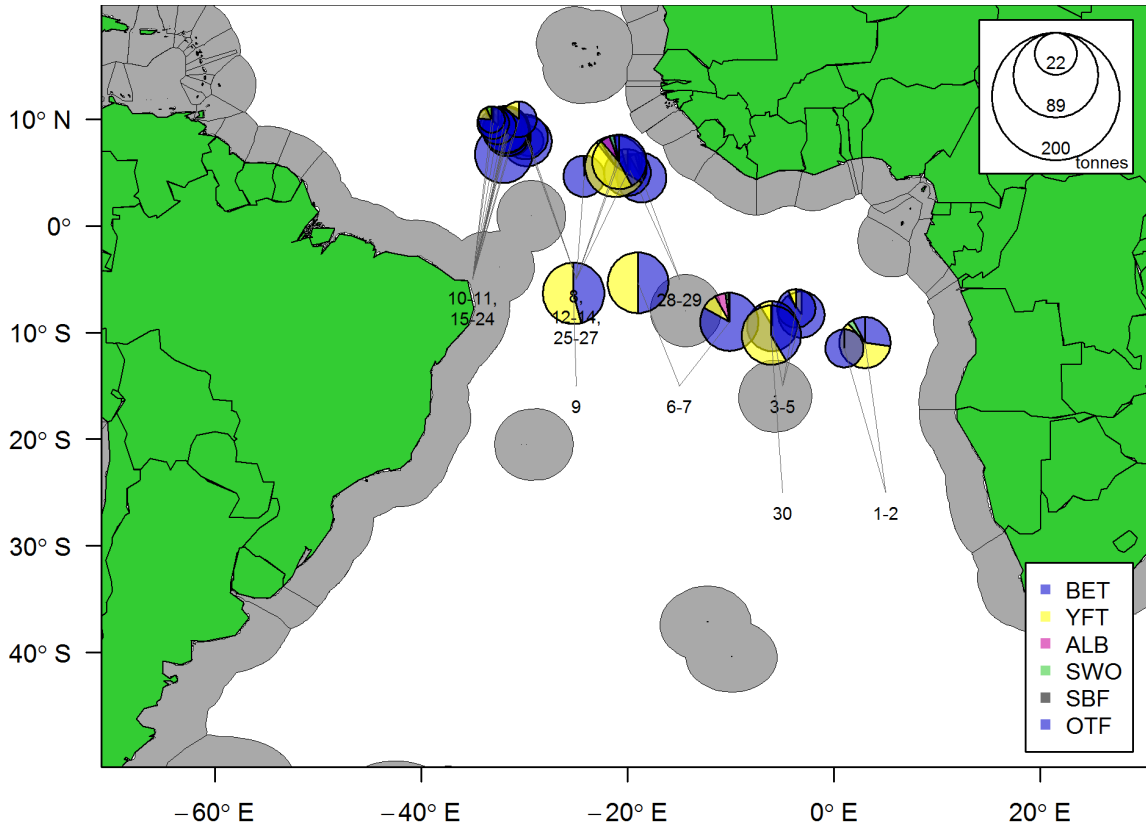 22
89
200
tonnes
10° N
0°
10° S
20° S
30° S
40° S
10-11,
15-24
8,
12-14,
25-27
28-29
9
6-7
3-5
30
1-2
BET
YFT
ALB
SWO
SBF
OTF
−60° E
−40° E
−20° E
0° E
20° E